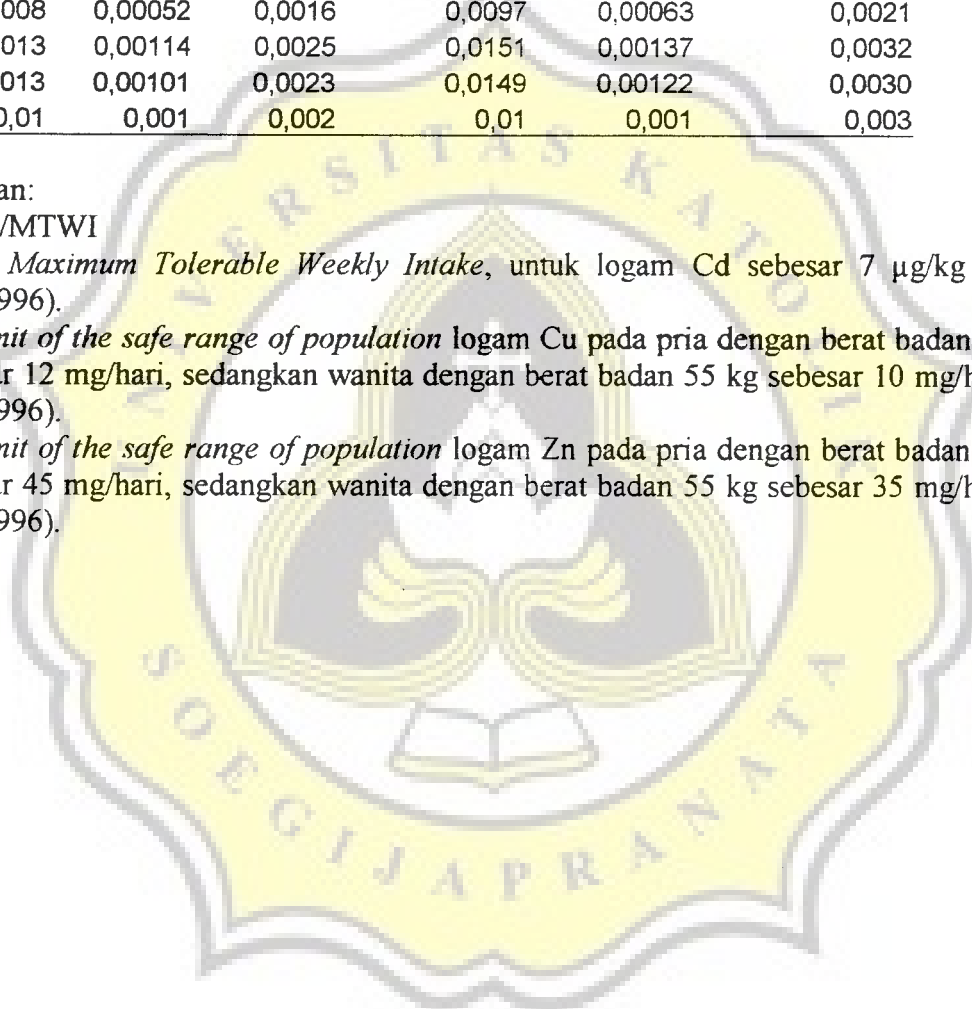 008 0,00052 0,0016 0,0097 0,00063 0,0021
013 0,00114 0,0025 0,0151 0,00137 0,0032
013 0,00101 0,0023 0,0149 0,00122 0,0030
0,01 0,001 0,002 0,01 0,001 0,003
an:
/MTWI
Maximum Tolerable Weekly Intake, untuk logam Cd sebesar 7 µg/kg
996).
nit of the safe range of population logam Cu pada pria dengan berat badan
r 12 mg/hari, sedangkan wanita dengan berat badan 55 kg sebesar 10 mg/h
996).
nit of the safe range of population logam Zn pada pria dengan berat badan
r 45 mg/hari, sedangkan wanita dengan berat badan 55 kg sebesar 35 mg/h
996).
UNIVERSITAS KATOLIK
SOEGIJAPRANATA